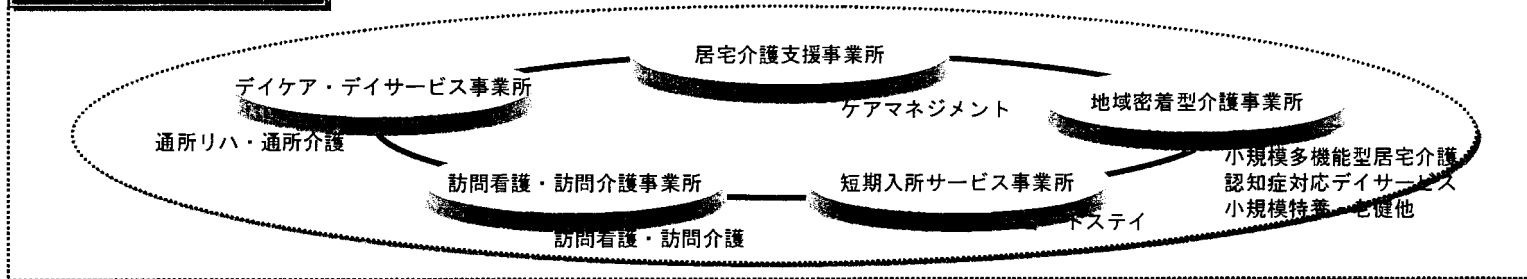 居宅介護支援事業所
ケアマネジメント
デイケア・デイサービス事業所
通所リハ・通所介護
地域密着型介護事業所
小規模多機能型居宅介護
認知症対応デイサービス
小規模特養・老健他
訪問看護・訪問介護事業所
訪問看護・訪問介護
短期入所サービス事業所
トステイ